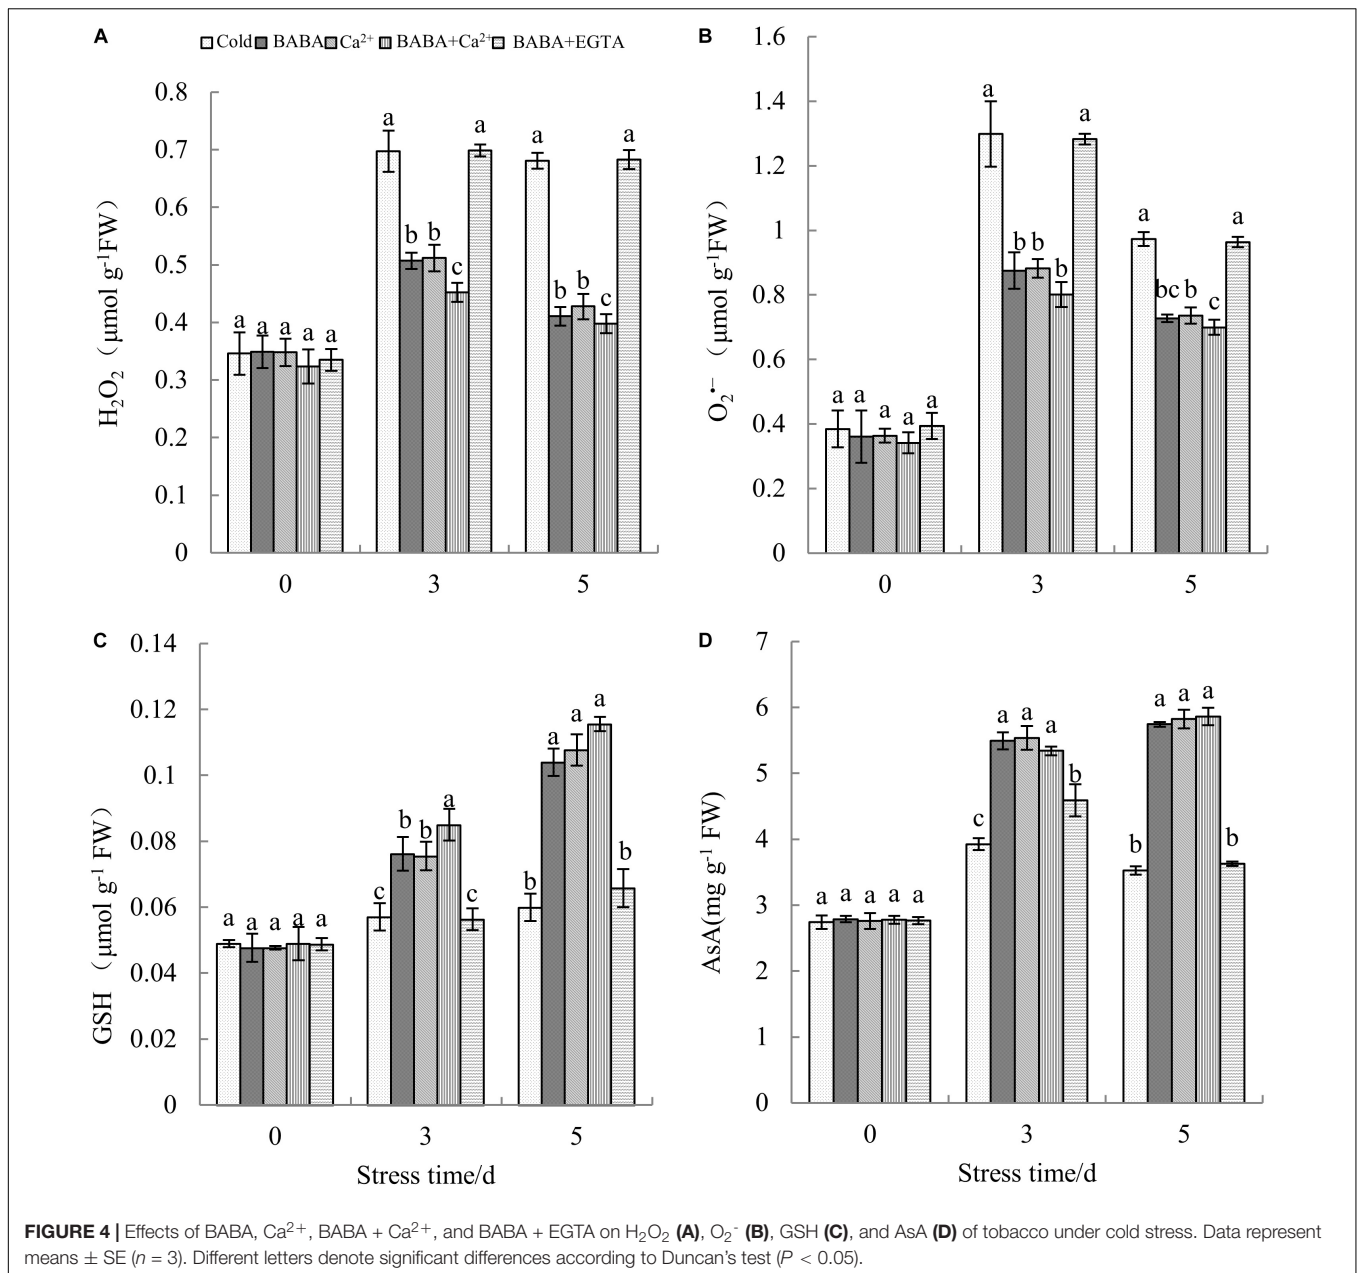 A
Cold BABA Ca²⁺ BABA+Ca²⁺ BABA+EGTA
H₂O₂（μmol g⁻¹FW）
0.8
0.7
0.6
0.5
0.4
0.3
0.2
0.1
0
a a a a a
a b b c a
a b b c a
0 3 5
B
O₂•−（μmol g⁻¹FW）
1.6
1.4
1.2
1
0.8
0.6
0.4
0.2
0
a a a a a
a b b b a
a bc b c a
0 3 5
C
GSH（μmol g⁻¹ FW）
0.14
0.12
0.1
0.08
0.06
0.04
0.02
0
a a a a a
c b b a c
b a a a b
0 3 5
Stress time/d
D
AsA(mg g⁻¹ FW)
7
6
5
4
3
2
1
0
a a a a a
c a a a b
b a a a b
0 3 5
Stress time/d
FIGURE 4 | Effects of BABA, Ca²⁺, BABA + Ca²⁺, and BABA + EGTA on H₂O₂ (A), O₂⁻ (B), GSH (C), and AsA (D) of tobacco under cold stress. Data represent
means ± SE (n = 3). Different letters denote significant differences according to Duncan's test (P < 0.05).